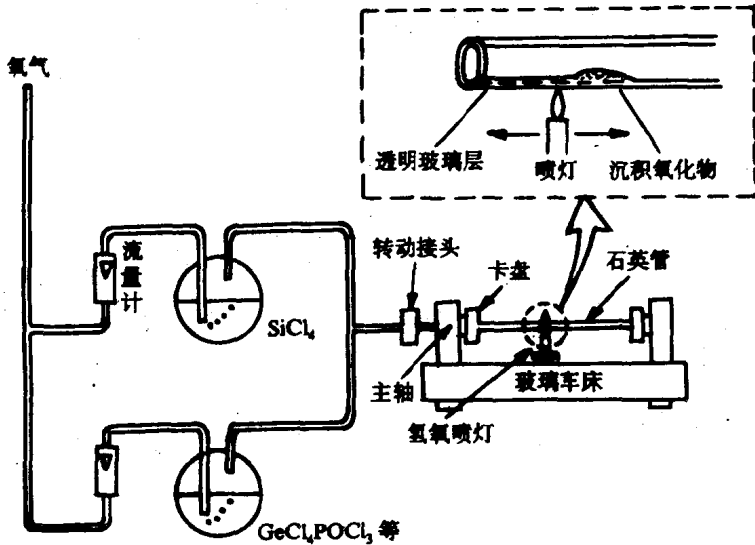 氧气
透明玻璃层
喷灯
沉积氧化物
流量计
SiCl₄
转动接头
卡盘
石英管
主轴
玻璃车床
氢氧喷灯
GeCl₄POCl₃ 等